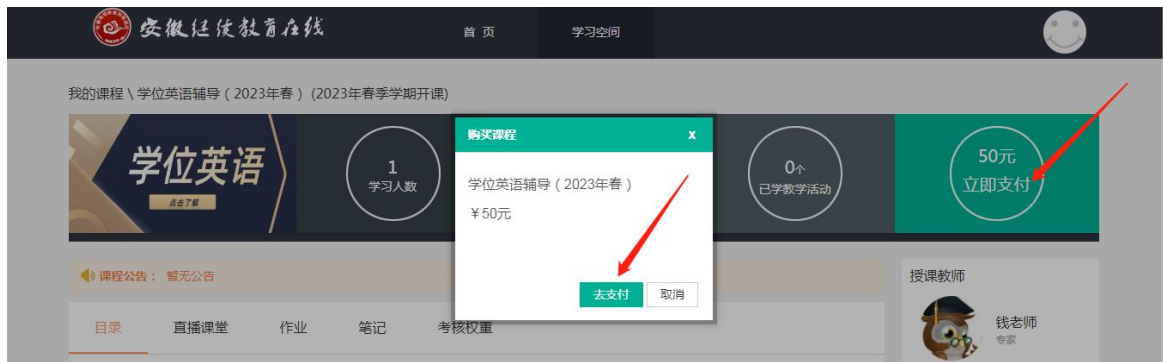 安徽继续教育在线
首 页
学习空间
我的课程 \ 学位英语辅导（2023年春）(2023年春季学期开课)
学位英语
点击了解
1
学习人数
购买课程
x
学位英语辅导（2023年春）
￥50元
去支付
取消
0个
已学教学活动
50元
立即支付
课程公告： 暂无公告
目录
直播课堂
作业
笔记
考核权重
授课教师
钱老师
专家